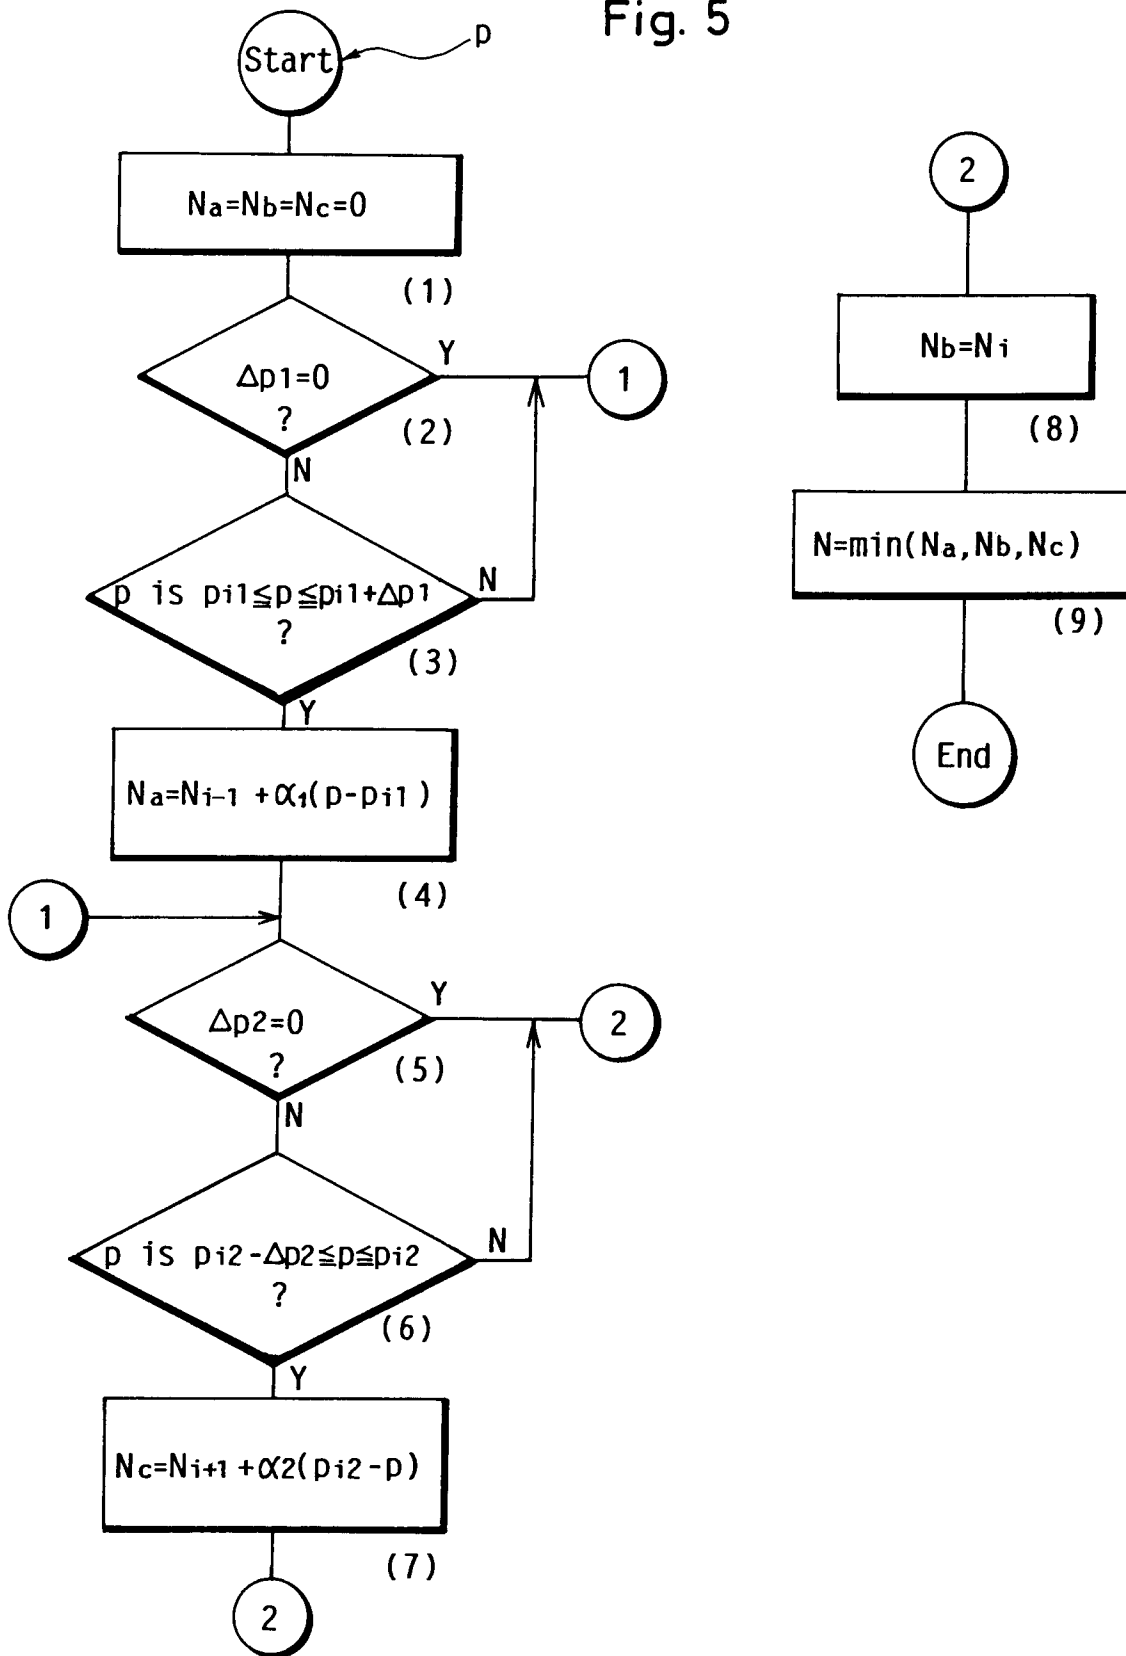 Fig. 5
p
Start
Na=Nb=Nc=0
(1)
Δp1=0
?
Y
(2)
1
N
p is pi1≦p≦pi1+Δp1
?
N
(3)
Y
Na=Ni-1 +α1(p-pi1)
(4)
1
Δp2=0
?
Y
(5)
2
N
p is pi2-Δp2≦p≦pi2
?
N
(6)
Y
Nc=Ni+1 +α2(pi2-p)
(7)
2
2
Nb=Ni
(8)
N=min(Na,Nb,Nc)
(9)
End